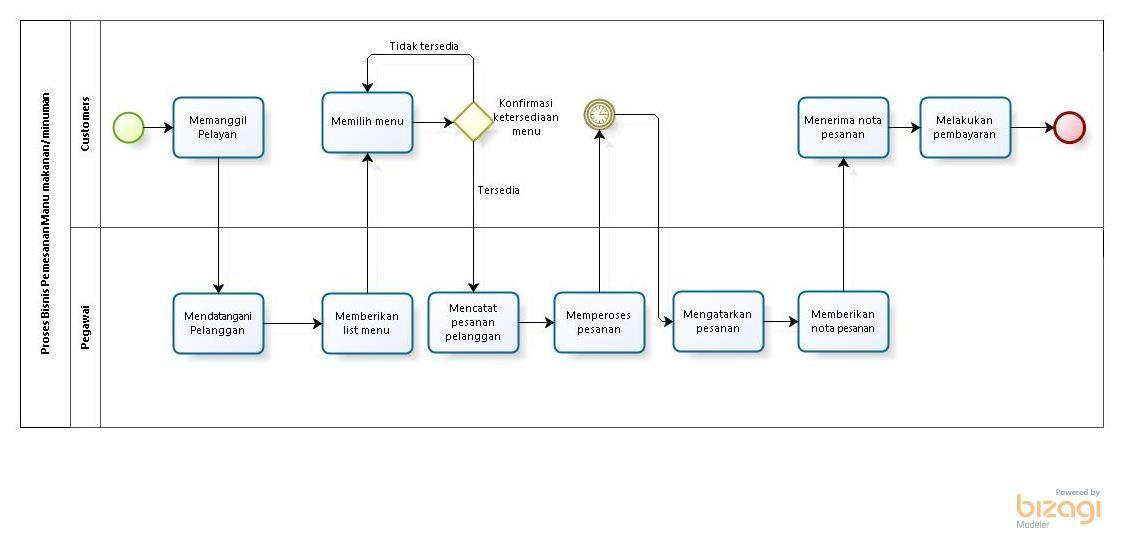 Proses Bisnis Pemesanan Manu makanan/minuman
Customers
Pegawai
Memanggil
Pelayan
Memilih menu
Tidak tersedia
Konfirmasi
ketersediaan
menu
Tersedia
Menerima nota
pesanan
Melakukan
pembayaran
Mendatangani
Pelanggan
Memberikan
list menu
Mencatat
pesanan
pelanggan
Memperoses
pesanan
Mengatarkan
pesanan
Memberikan
nota pesanan
Powered by
bizagi
Modeler